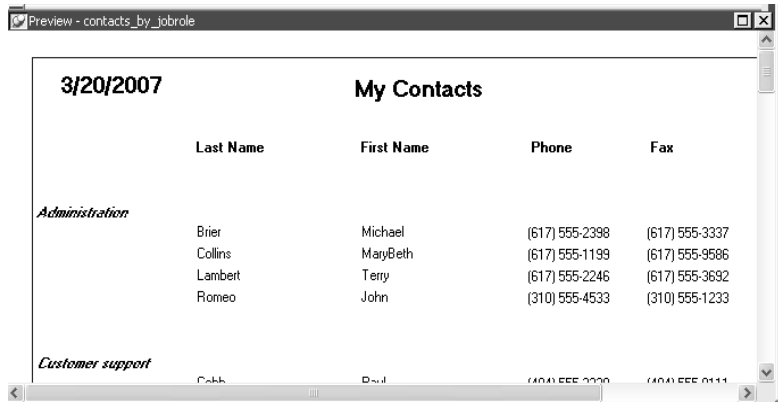 Preview - contacts_by_jobrole
3/20/2007 My Contacts
Last Name First Name Phone Fax
Administration
Brier Michael (617) 555-2398 (617) 555-3337
Collins MaryBeth (617) 555-1199 (617) 555-9586
Lambert Terry (617) 555-2246 (617) 555-3692
Romeo John (310) 555-4533 (310) 555-1233
Customer support
Cobb Paul